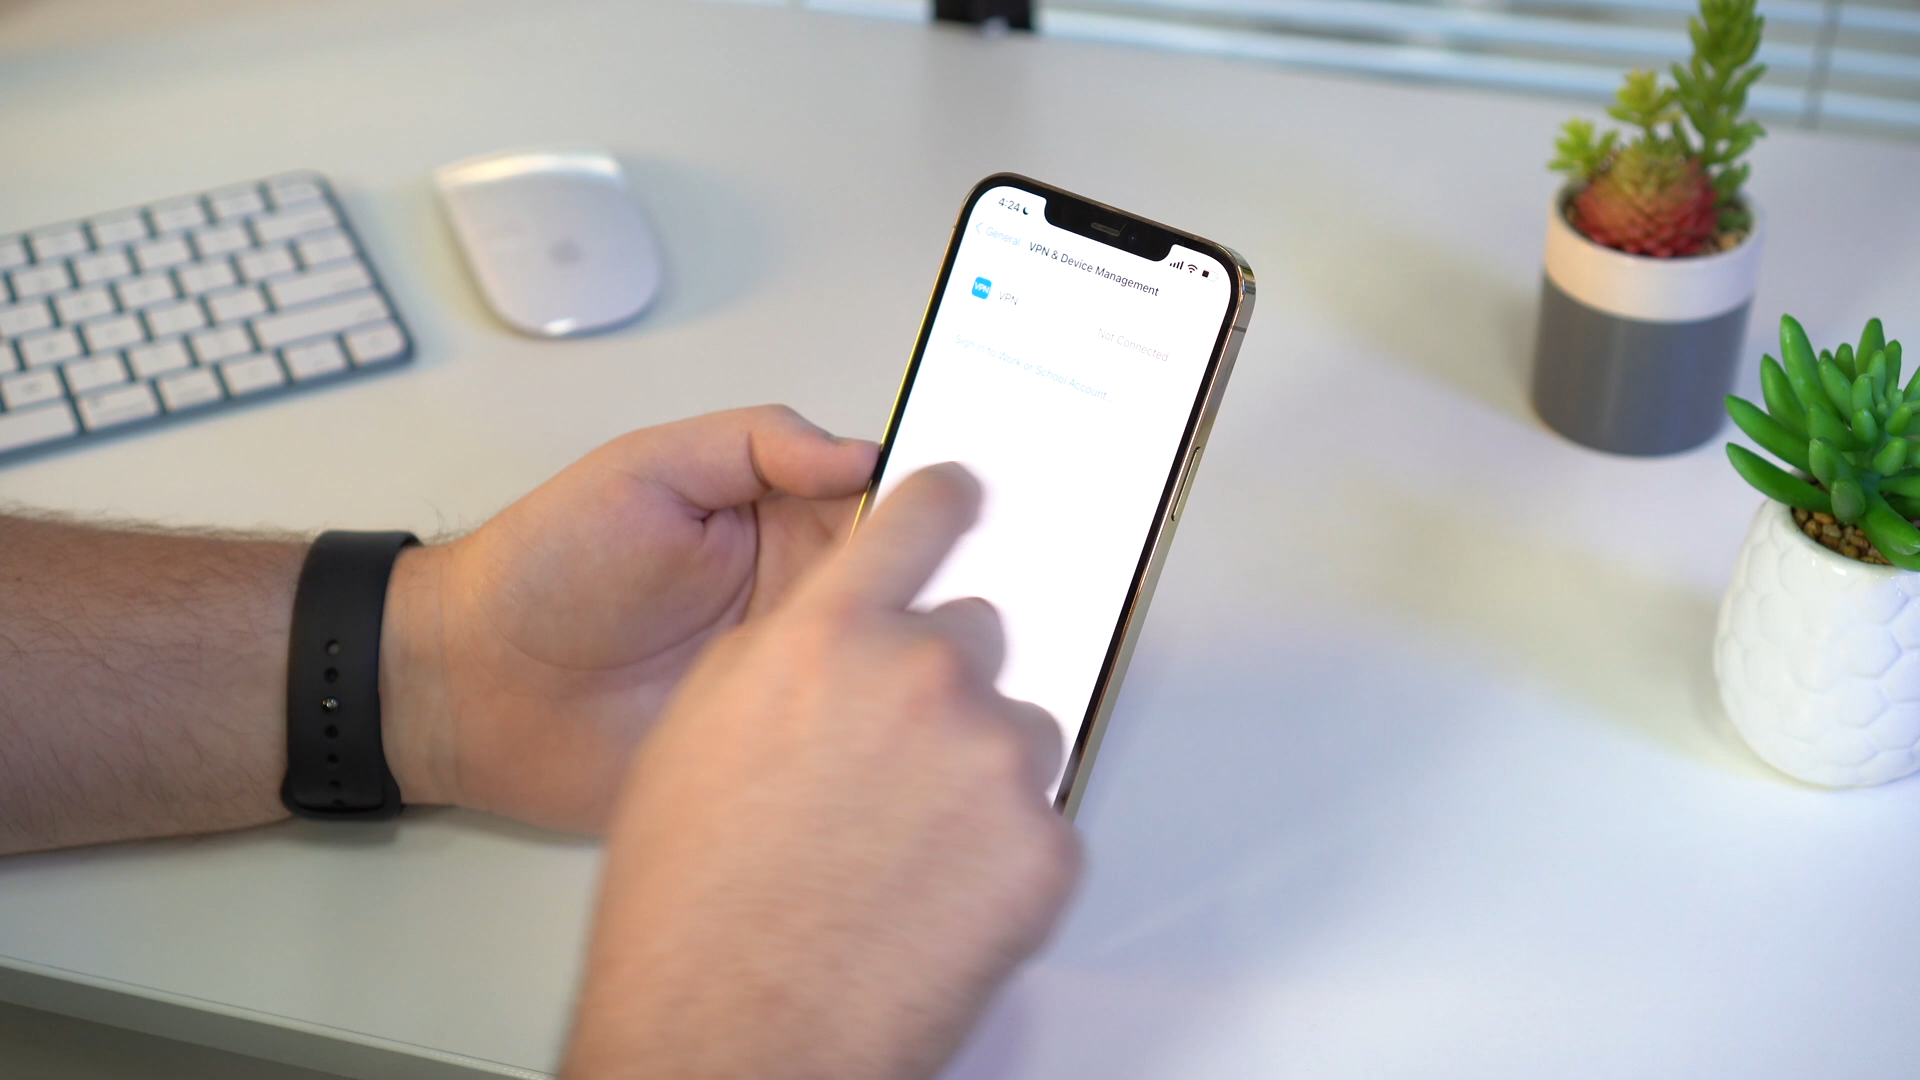 4:24
General
VPN & Device Management
VPN VPN
Not Connected
Sign in to Work or School Account...